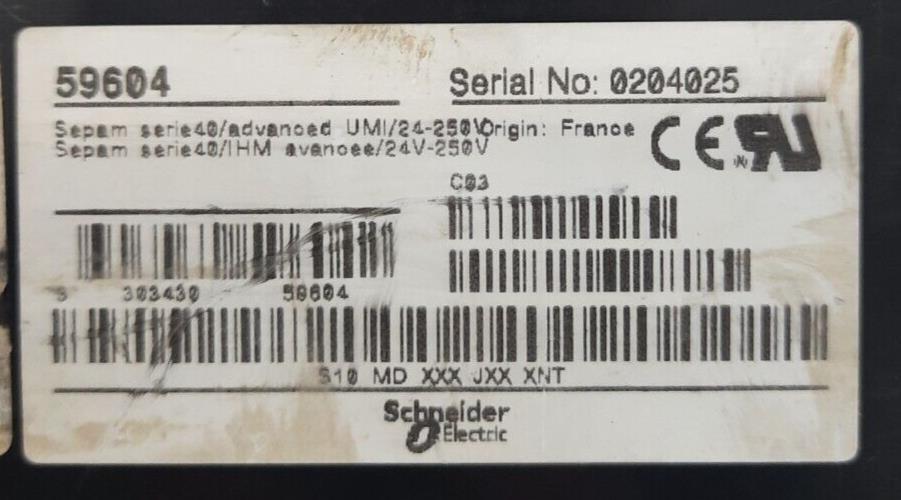 59604
Serial No: 0204025
Sepam serie40/advanced UMI/24-250V
Origin: France
Sepam serie40/IHM avancee/24V-250V
CE
C03
3 303430 59604
S10 MD XXX JXX XNT
Schneider
Electric